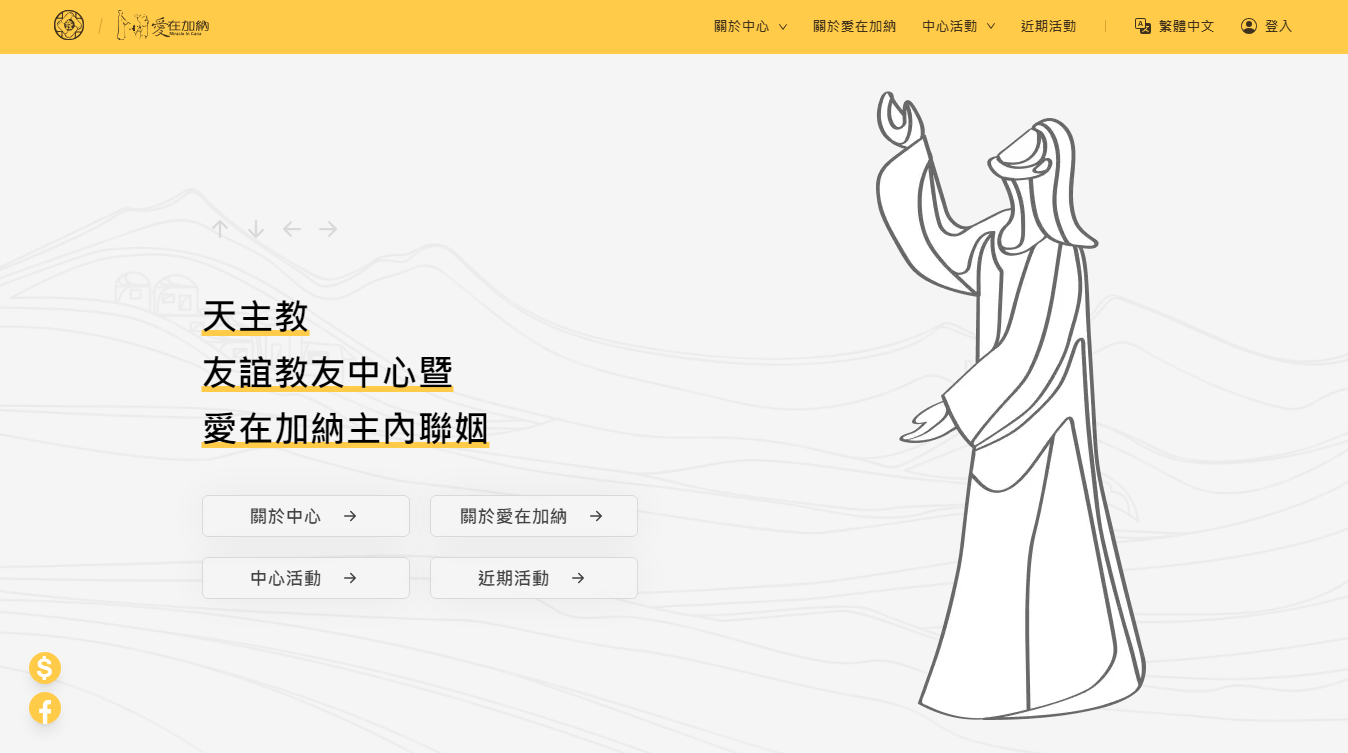 愛在加納
Miracle in Cana
關於中心
關於愛在加納
中心活動
近期活動
繁體中文
登入
天主教
友誼教友中心暨
愛在加納主內聯姻
關於中心
關於愛在加納
中心活動
近期活動